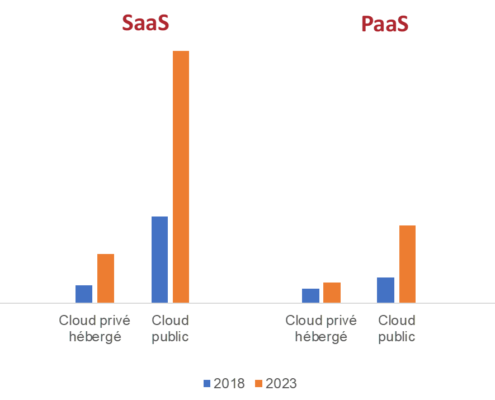 SaaS
PaaS
Cloud privé
hébergé
Cloud
public
Cloud privé
hébergé
Cloud
public
2018
2023